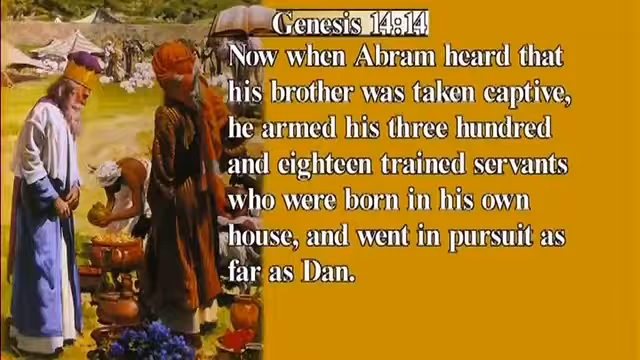 Genesis 14:14
Now when Abram heard that
his brother was taken captive,
he armed his three hundred
and eighteen trained servants
who were born in his own
house, and went in pursuit as
far as Dan.